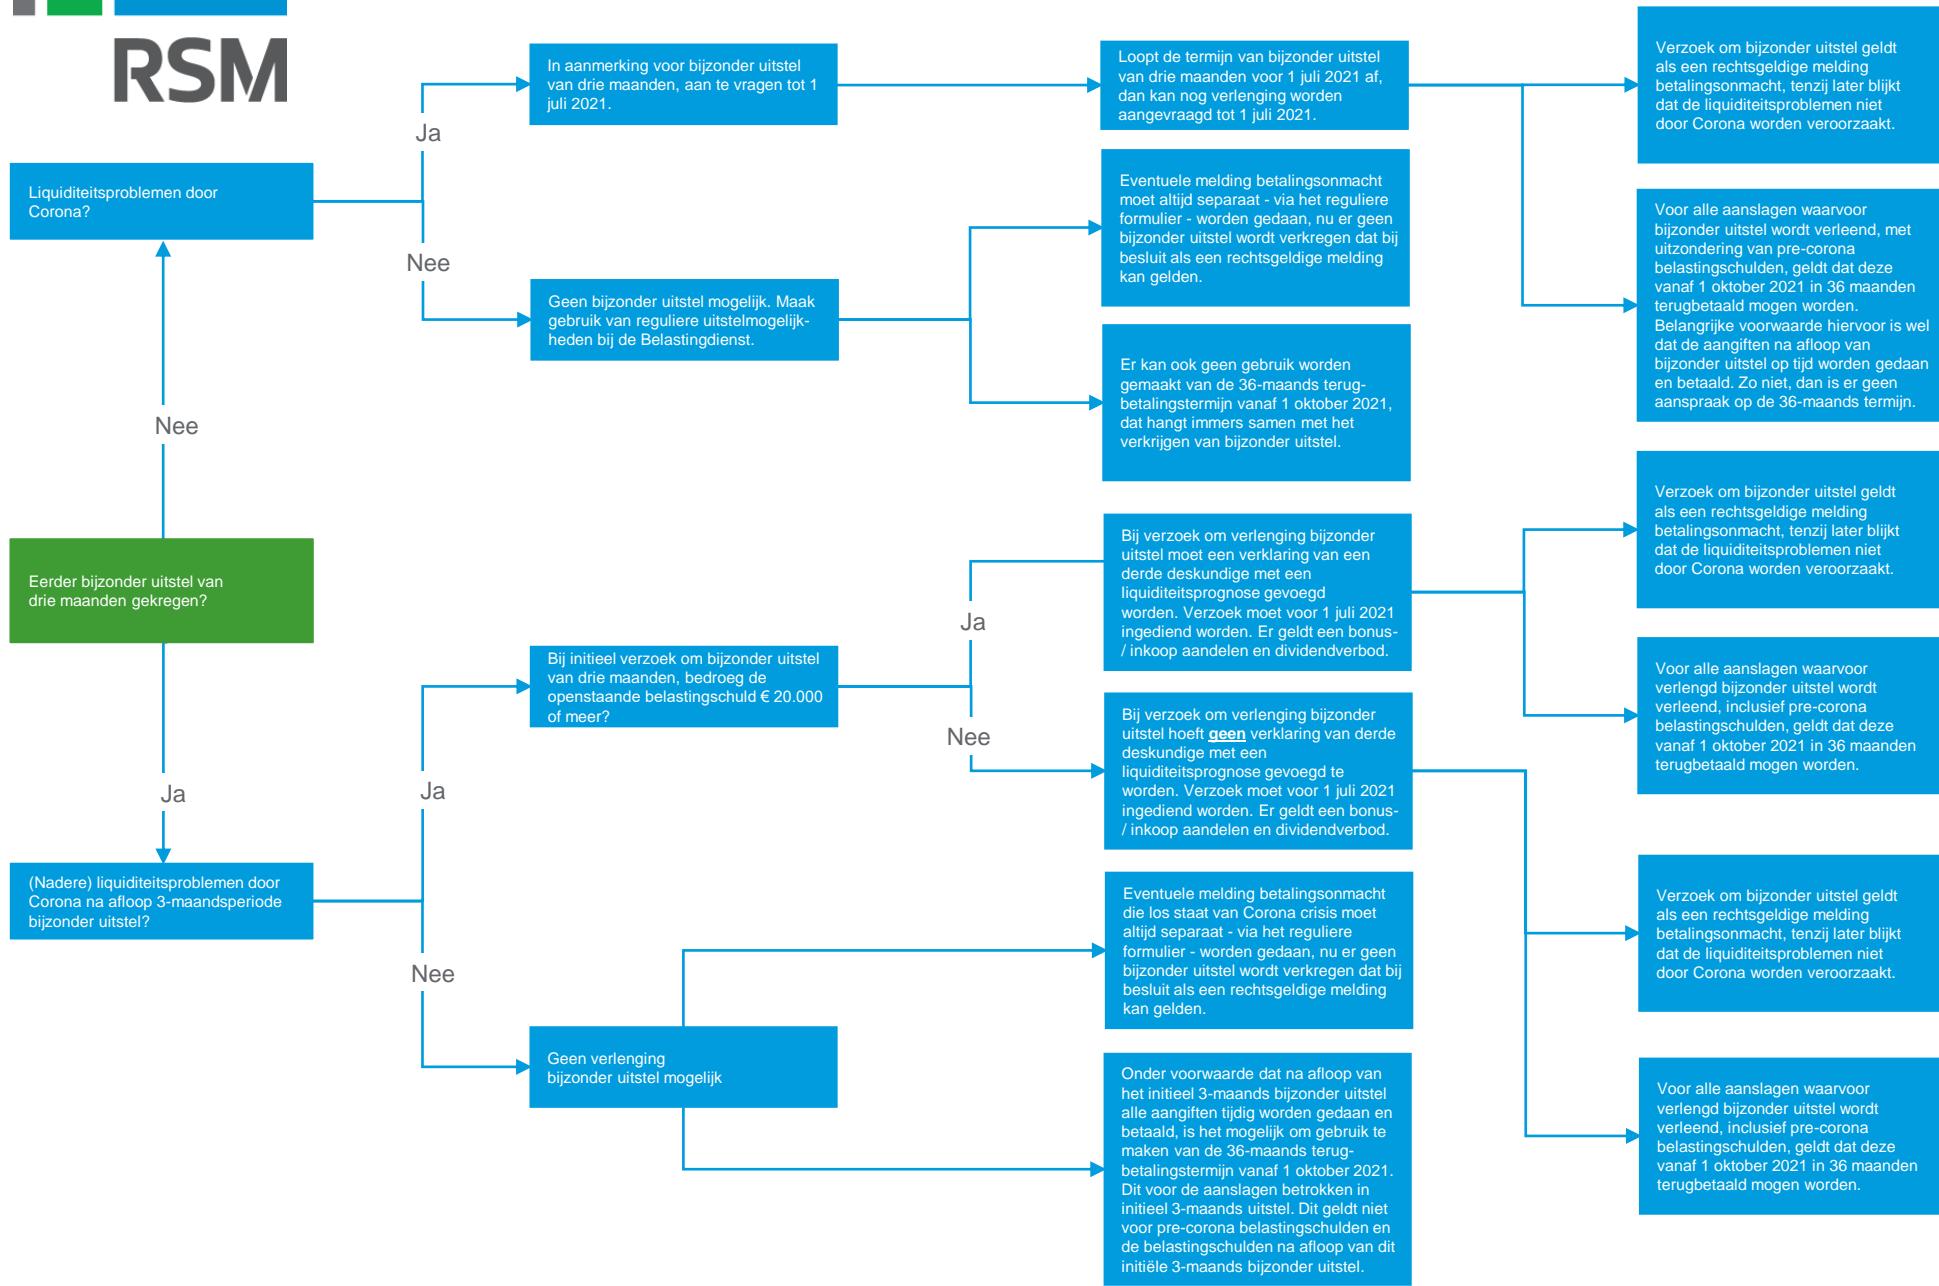 RSM
In aanmerking voor bijzonder uitstel
van drie maanden, aan te vragen tot 1
juli 2021.
Loopt de termijn van bijzonder uitstel
van drie maanden voor 1 juli 2021 af,
dan kan nog verlenging worden
aangevraagd tot 1 juli 2021.
Verzoek om bijzonder uitstel geldt
als een rechtsgeldige melding
betalingsonmacht, tenzij later blijkt
dat de liquiditeitsproblemen niet
door Corona worden veroorzaakt.
Ja
Liquiditeitsproblemen door
Corona?
Nee
Eventuele melding betalingsonmacht
moet altijd separaat - via het reguliere
formulier - worden gedaan, nu er geen
bijzonder uitstel wordt verkregen dat bij
besluit als een rechtsgeldige melding
kan gelden.
Voor alle aanslagen waarvoor
bijzonder uitstel wordt verleend, met
uitzondering van pre-corona
belastingschulden, geldt dat deze
vanaf 1 oktober 2021 in 36 maanden
terugbetaald mogen worden.
Belangrijke voorwaarde hiervoor is wel
dat de aangiften na afloop van
bijzonder uitstel op tijd worden gedaan
en betaald. Zo niet, dan is er geen
aanspraak op de 36-maands termijn.
Geen bijzonder uitstel mogelijk. Maak
gebruik van reguliere uitstelmogelijk-
heden bij de Belastingdienst.
Er kan ook geen gebruik worden
gemaakt van de 36-maands terug-
betalingstermijn vanaf 1 oktober 2021,
dat hangt immers samen met het
verkrijgen van bijzonder uitstel.
Nee
Eerder bijzonder uitstel van
drie maanden gekregen?
Ja
Bij verzoek om verlenging bijzonder
uitstel moet een verklaring van een
derde deskundige met een
liquiditeitsprognose gevoegd
worden. Verzoek moet voor 1 juli 2021
ingediend worden. Er geldt een bonus-
/ inkoop aandelen en dividendverbod.
Verzoek om bijzonder uitstel geldt
als een rechtsgeldige melding
betalingsonmacht, tenzij later blijkt
dat de liquiditeitsproblemen niet
door Corona worden veroorzaakt.
Ja
Bij initieel verzoek om bijzonder uitstel
van drie maanden, bedroeg de
openstaande belastingschuld € 20.000
of meer?
Nee
Voor alle aanslagen waarvoor
verlengd bijzonder uitstel wordt
verleend, inclusief pre-corona
belastingschulden, geldt dat deze
vanaf 1 oktober 2021 in 36 maanden
terugbetaald mogen worden.
Bij verzoek om verlenging bijzonder
uitstel hoeft geen verklaring van derde
deskundige met een
liquiditeitsprognose gevoegd te
worden. Verzoek moet voor 1 juli 2021
ingediend worden. Er geldt een bonus-
/ inkoop aandelen en dividendverbod.
Ja
(Nadere) liquiditeitsproblemen door
Corona na afloop 3-maandsperiode
bijzonder uitstel?
Nee
Eventuele melding betalingsonmacht
die los staat van Corona crisis moet
altijd separaat - via het reguliere
formulier - worden gedaan, nu er geen
bijzonder uitstel wordt verkregen dat bij
besluit als een rechtsgeldige melding
kan gelden.
Verzoek om bijzonder uitstel geldt
als een rechtsgeldige melding
betalingsonmacht, tenzij later blijkt
dat de liquiditeitsproblemen niet
door Corona worden veroorzaakt.
Geen verlenging
bijzonder uitstel mogelijk
Onder voorwaarde dat na afloop van
het initieel 3-maands bijzonder uitstel
alle aangiften tijdig worden gedaan en
betaald, is het mogelijk om gebruik te
maken van de 36-maands terug-
betalingstermijn vanaf 1 oktober 2021.
Dit voor de aanslagen betrokken in
initieel 3-maands uitstel. Dit geldt niet
voor pre-corona belastingschulden en
de belastingschulden na afloop van dit
initiële 3-maands bijzonder uitstel.
Voor alle aanslagen waarvoor
verlengd bijzonder uitstel wordt
verleend, inclusief pre-corona
belastingschulden, geldt dat deze
vanaf 1 oktober 2021 in 36 maanden
terugbetaald mogen worden.